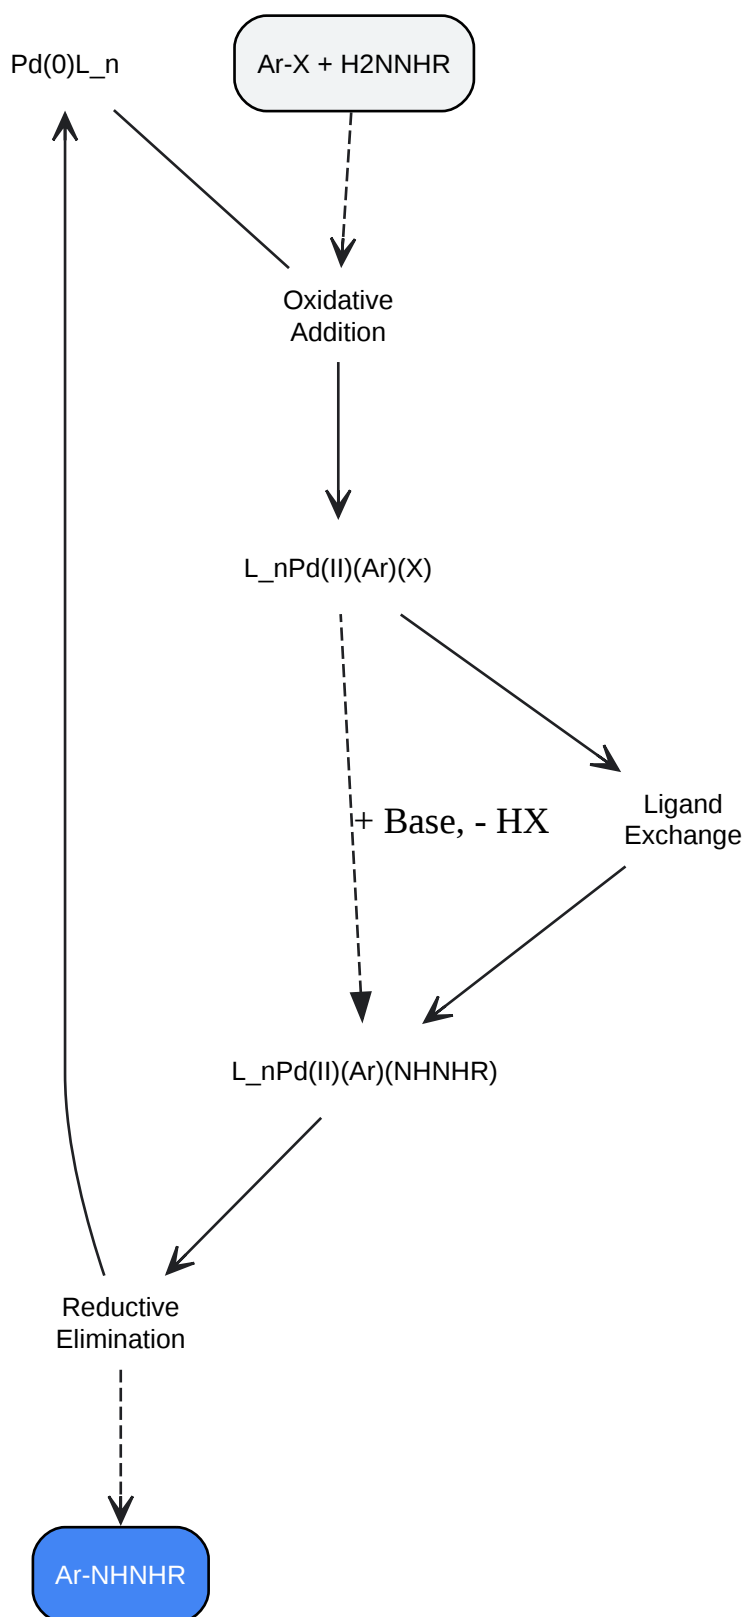 Pd(0)L_n
Ar-X + H2NNHR
Oxidative
Addition
L_nPd(II)(Ar)(X)
+ Base, - HX
Ligand
Exchange
L_nPd(II)(Ar)(NHNHR)
Reductive
Elimination
Ar-NHNHR